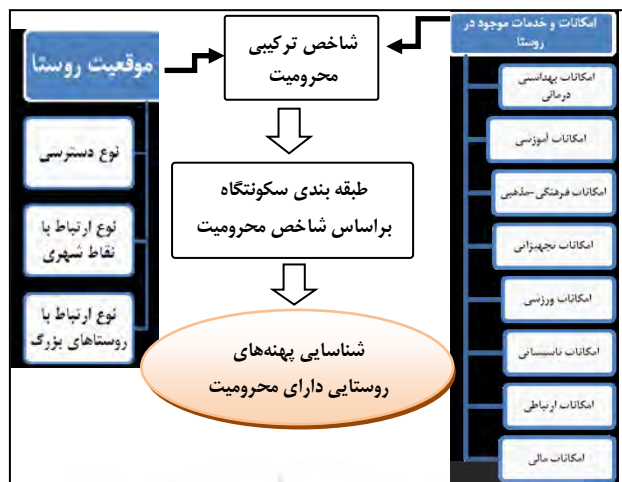 امکانات و خدمات موجود در
روستا
امکانات بهداشتی
درمانی
امکانات آموزشی
امکانات فرهنگی-مذهبی
امکانات تجهیزاتی
امکانات ورزشی
امکانات تاسیساتی
امکانات ارتباطی
امکانات مالی
شاخص ترکیبی
محرومیت
طبقه بندی سکونتگاه
براساس شاخص محرومیت
شناسایی پهنه‌های
روستایی دارای محرومیت
موقعیت روستا
نوع دسترسی
نوع ارتباط با
نقاط شهری
نوع ارتباط با
روستاهای بزرگ